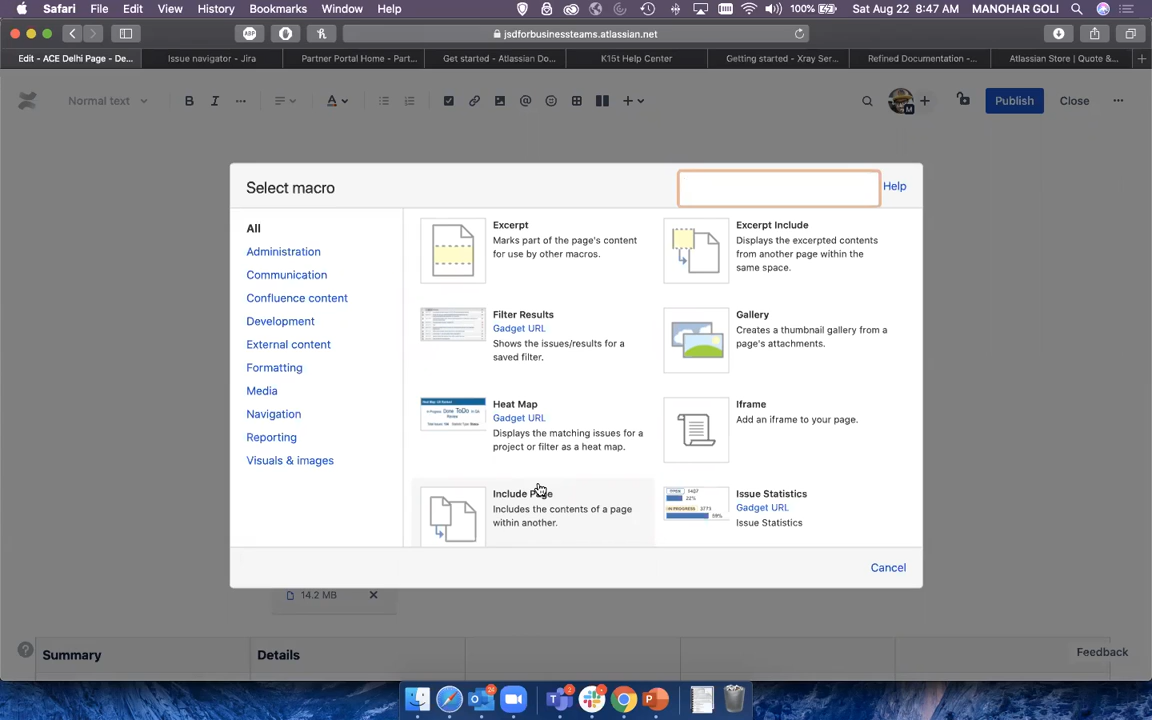 Safari File Edit View History Bookmarks Window Help 100% Sat Aug 22 8:47 AM MANOHAR GOLI
jsdforbusinessteams.atlassian.net
Edit - ACE Delhi Page - De... Issue navigator - Jira Partner Portal Home - Part... Get started - Atlassian Do... K15t Help Center Getting started - Xray Ser... Refined Documentation -... Atlassian Store | Quote &...
Normal text B I A Publish Close
Select macro Help
All
Administration
Communication
Confluence content
Development
External content
Formatting
Media
Navigation
Reporting
Visuals & images
Excerpt
Marks part of the page's content
for use by other macros.
Excerpt Include
Displays the excerpted contents
from another page within the
same space.
Filter Results
Gadget URL
Shows the issues/results for a
saved filter.
Gallery
Creates a thumbnail gallery from a
page's attachments.
Heat Map
Gadget URL
Displays the matching issues for a
project or filter as a heat map.
Iframe
Add an iframe to your page.
Include Page
Includes the contents of a page
within another.
Issue Statistics
Gadget URL
Issue Statistics
Cancel
14.2 MB
Summary Details
Feedback